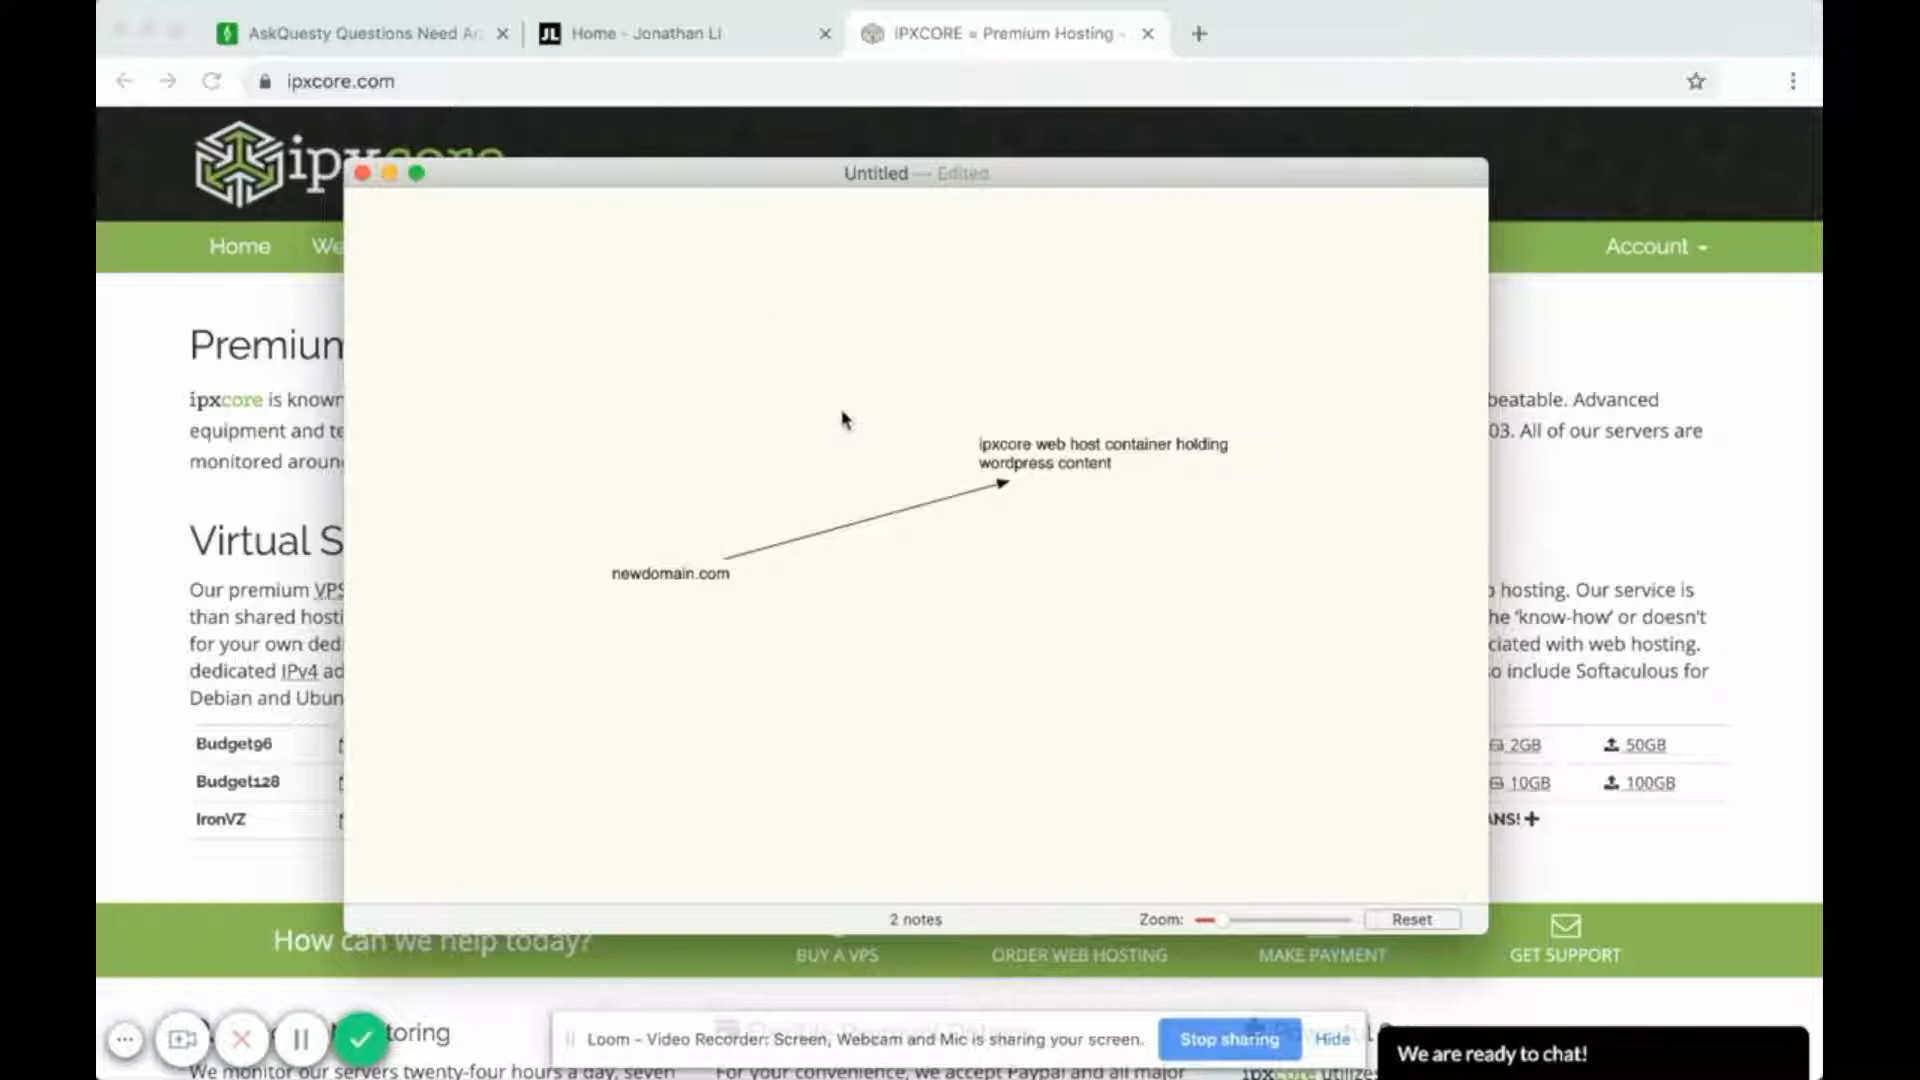 AskQuesty Questions Need An
Home - Jonathan Li
IPXCORE = Premium Hosting -
ipxcore.com
Untitled — Edited
Home
We
Account
Premium
ipxcore is known
equipment and te
monitored aroun
beatable. Advanced
03. All of our servers are
ipxcore web host container holding
wordpress content
newdomain.com
Virtual S
Our premium VPS
than shared hosti
for your own ded
dedicated IPv4 ad
Debian and Ubun
hosting. Our service is
he 'know-how' or doesn't
ciated with web hosting.
so include Softaculous for
Budget96
2GB
50GB
Budget128
10GB
100GB
IronVZ
ANS!
2 notes
Zoom:
Reset
How can we help today?
BUY A VPS
ORDER WEB HOSTING
MAKE PAYMENT
GET SUPPORT
toring
Loom - Video Recorder: Screen, Webcam and Mic is sharing your screen.
Stop sharing
Hide
We are ready to chat!
We monitor our servers twenty-four hours a day, seven
For your convenience, we accept Paypal and all major
ipxcore utilizes